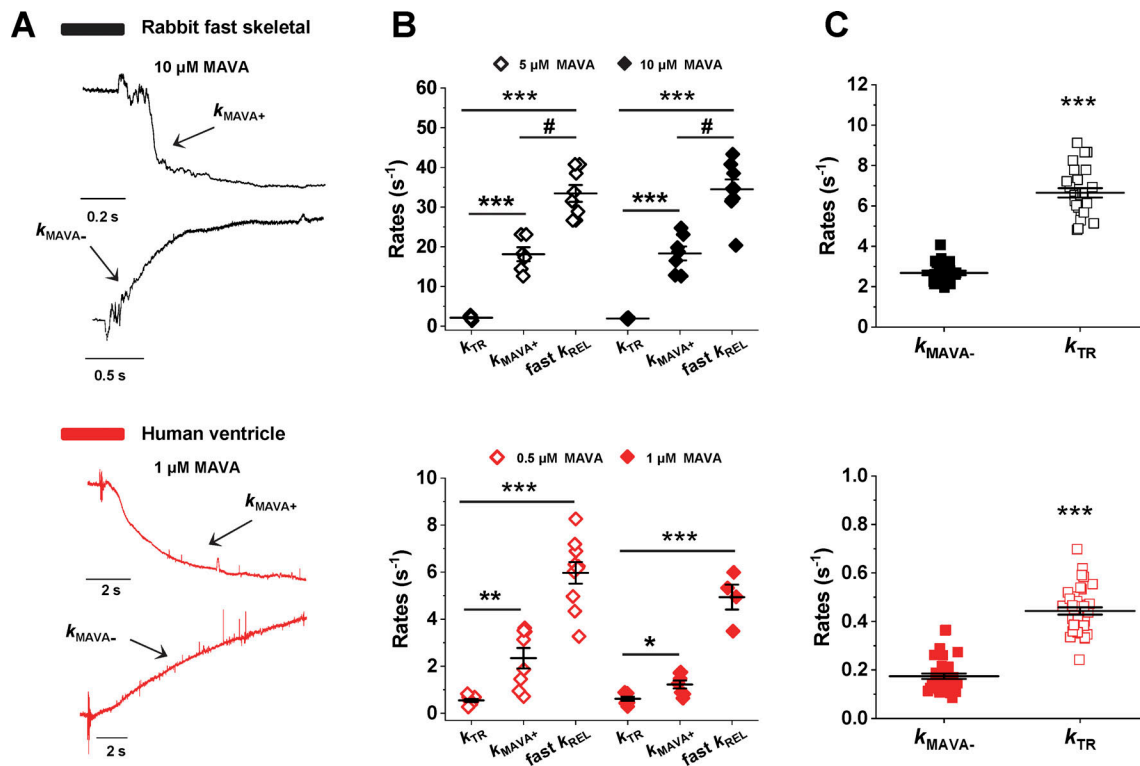 A
Rabbit fast skeletal
10 µM MAVA
kMAVA+
0.2 s
kMAVA-
0.5 s
Human ventricle
1 µM MAVA
kMAVA+
2 s
kMAVA-
2 s
B
5 µM MAVA 10 µM MAVA
Rates (s-1)
60
50
40
30
20
10
0
*** ***
# #
*** ***
kTR kMAVA+ fast kREL kTR kMAVA+ fast kREL
0.5 µM MAVA 1 µM MAVA
Rates (s-1)
10
8
6
4
2
0
*** ***
** *
kTR kMAVA+ fast kREL kTR kMAVA+ fast kREL
C
Rates (s-1)
12
10
8
6
4
2
0
***
kMAVA- kTR
Rates (s-1)
1.0
0.8
0.6
0.4
0.2
0.0
***
kMAVA- kTR